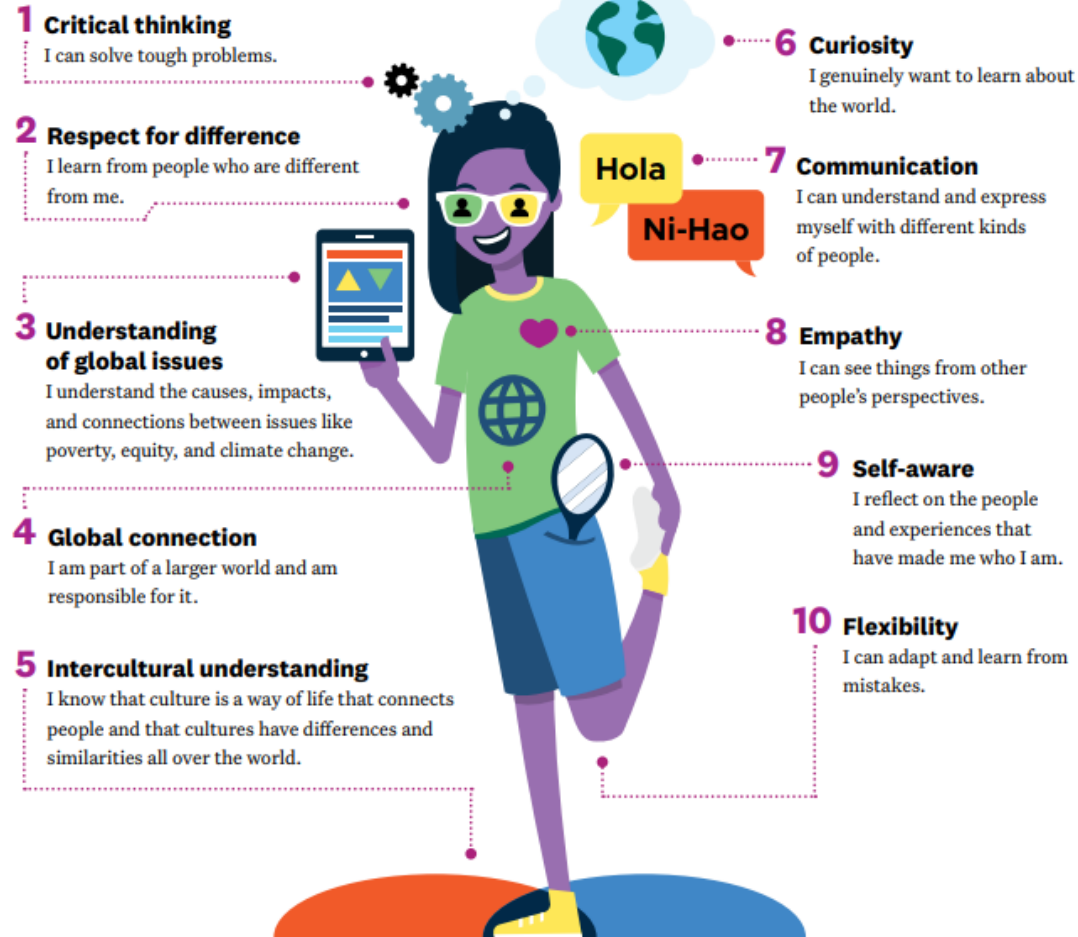 1 Critical thinking
I can solve tough problems.
2 Respect for difference
I learn from people who are different
from me.
3 Understanding
of global issues
I understand the causes, impacts,
and connections between issues like
poverty, equity, and climate change.
4 Global connection
I am part of a larger world and am
responsible for it.
5 Intercultural understanding
I know that culture is a way of life that connects
people and that cultures have differences and
similarities all over the world.
Hola
Ni-Hao
6 Curiosity
I genuinely want to learn about
the world.
7 Communication
I can understand and express
myself with different kinds
of people.
8 Empathy
I can see things from other
people's perspectives.
9 Self-aware
I reflect on the people
and experiences that
have made me who I am.
10 Flexibility
I can adapt and learn from
mistakes.